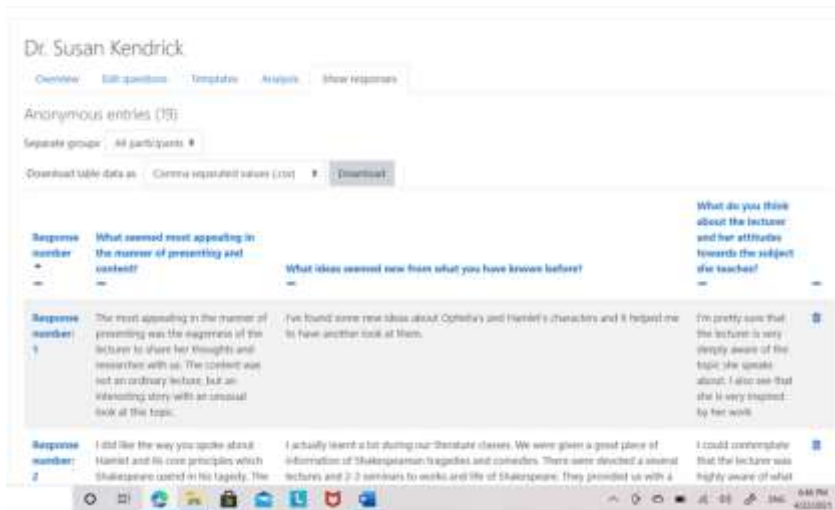 Dr. Susan Kendrick
Overview Edit questions Templates Analysis Show responses
Anonymous entries (19)
Separate groups All participants
Download table data as Comma separated values (.csv) Download
What do you think
about the lecturer
and her attitudes
towards the subject
she teaches?
Response
number
What seemed most appealing in
the manner of presenting and
content?
What ideas seemed new from what you have known before?
Response
number:
1
The most appealing in the manner of
presenting was the eagerness of the
lecturer to share her thoughts and
researches with us. The content was
not an ordinary lecture, but an
interesting story with an unusual
look at this topic.
I've found some new ideas about Ophelia's and Hamlet's characters and it helped me
to have another look at them.
I'm pretty sure that
the lecturer is very
deeply aware of the
topic she speaks
about. I also see that
she is very inspired
by her work
Response
number:
2
I did like the way you spoke about
Hamlet and its core principles which
Shakespeare in his tagedy. The
I actually learnt a lot during our literature classes. We were given a great piece of
information of Shakespearean tragedies and comedies. There were devoted a several
lectures and 2-3 seminars to works and life of Shakespeare. They provided us with a
I could contemplate
that the lecturer was
highly aware of what
ENG